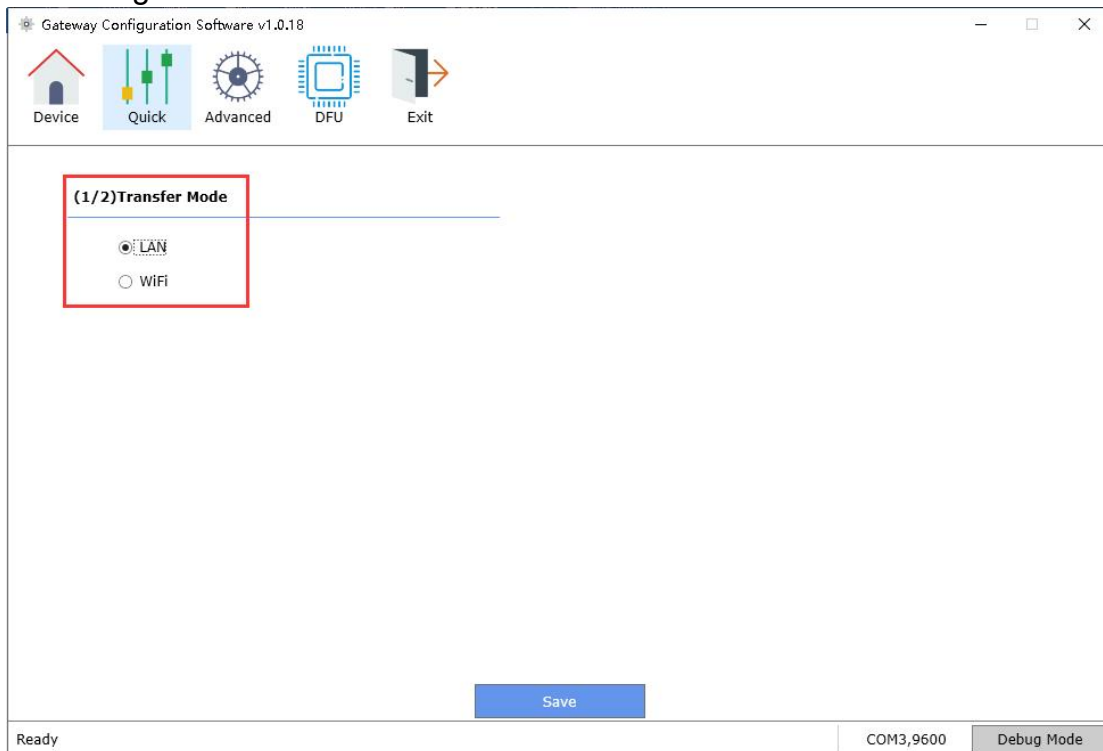 Gateway Configuration Software v1.0.18
Device Quick Advanced DFU Exit
(1/2)Transfer Mode
LAN
WiFi
Save
Ready COM3,9600 Debug Mode